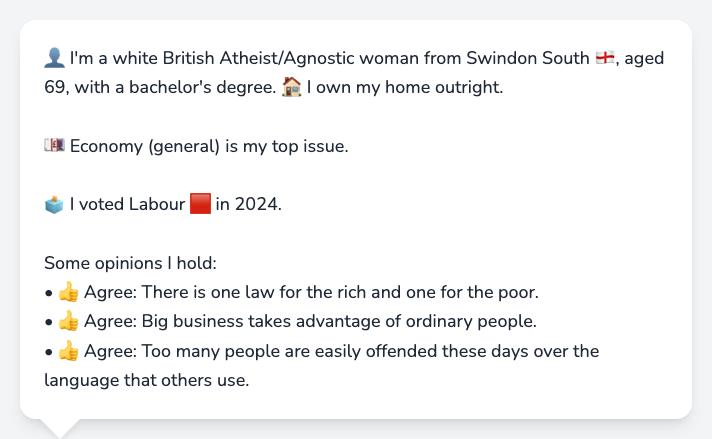 👤 I'm a white British Atheist/Agnostic woman from Swindon South 🏴󠁧󠁢󠁥󠁮󠁧󠁿, aged
69, with a bachelor's degree. 🏠 I own my home outright.
💷 Economy (general) is my top issue.
🗳️ I voted Labour 🟥 in 2024.
Some opinions I hold:
• 👍 Agree: There is one law for the rich and one for the poor.
• 👍 Agree: Big business takes advantage of ordinary people.
• 👍 Agree: Too many people are easily offended these days over the
language that others use.